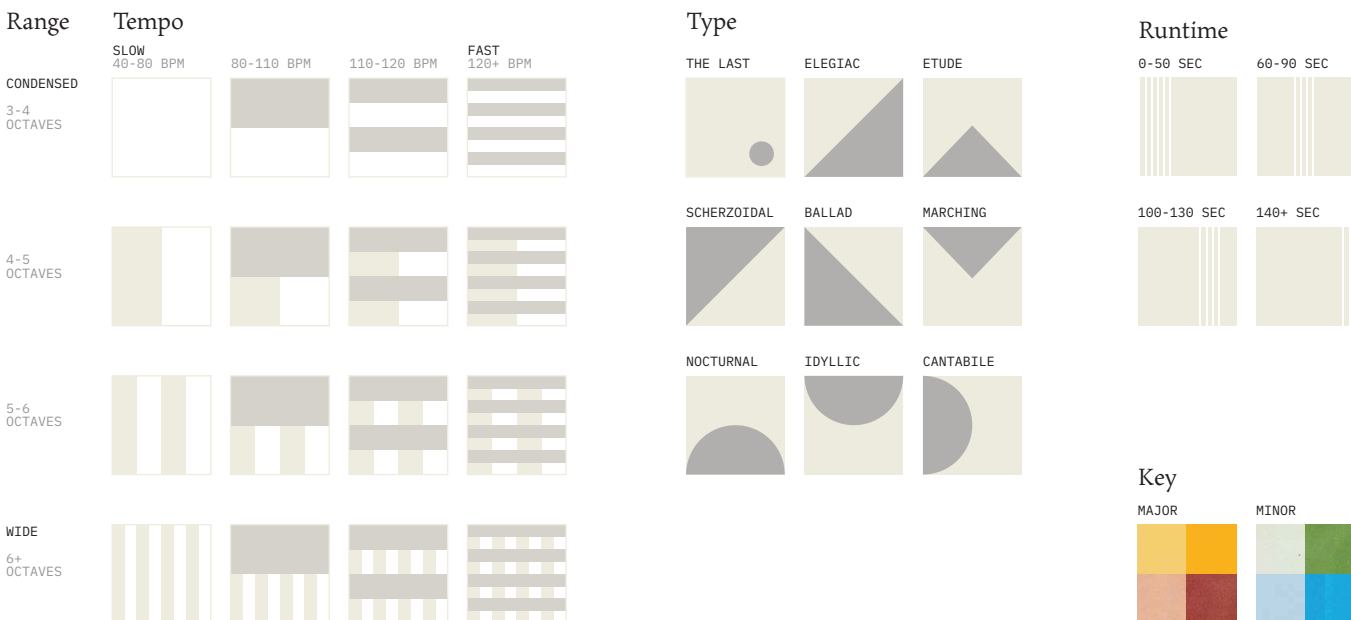 Range
Tempo
SLOW
40-80 BPM
80-110 BPM
110-120 BPM
FAST
120+ BPM
CONDENSED
3-4
OCTAVES
4-5
OCTAVES
5-6
OCTAVES
WIDE
6+
OCTAVES
Type
THE LAST
ELEGIAC
ETUDE
SCHERZOIDAL
BALLAD
MARCHING
NOCTURNAL
IDYLLIC
CANTABILE
Runtime
0-50 SEC
60-90 SEC
100-130 SEC
140+ SEC
Key
MAJOR
MINOR